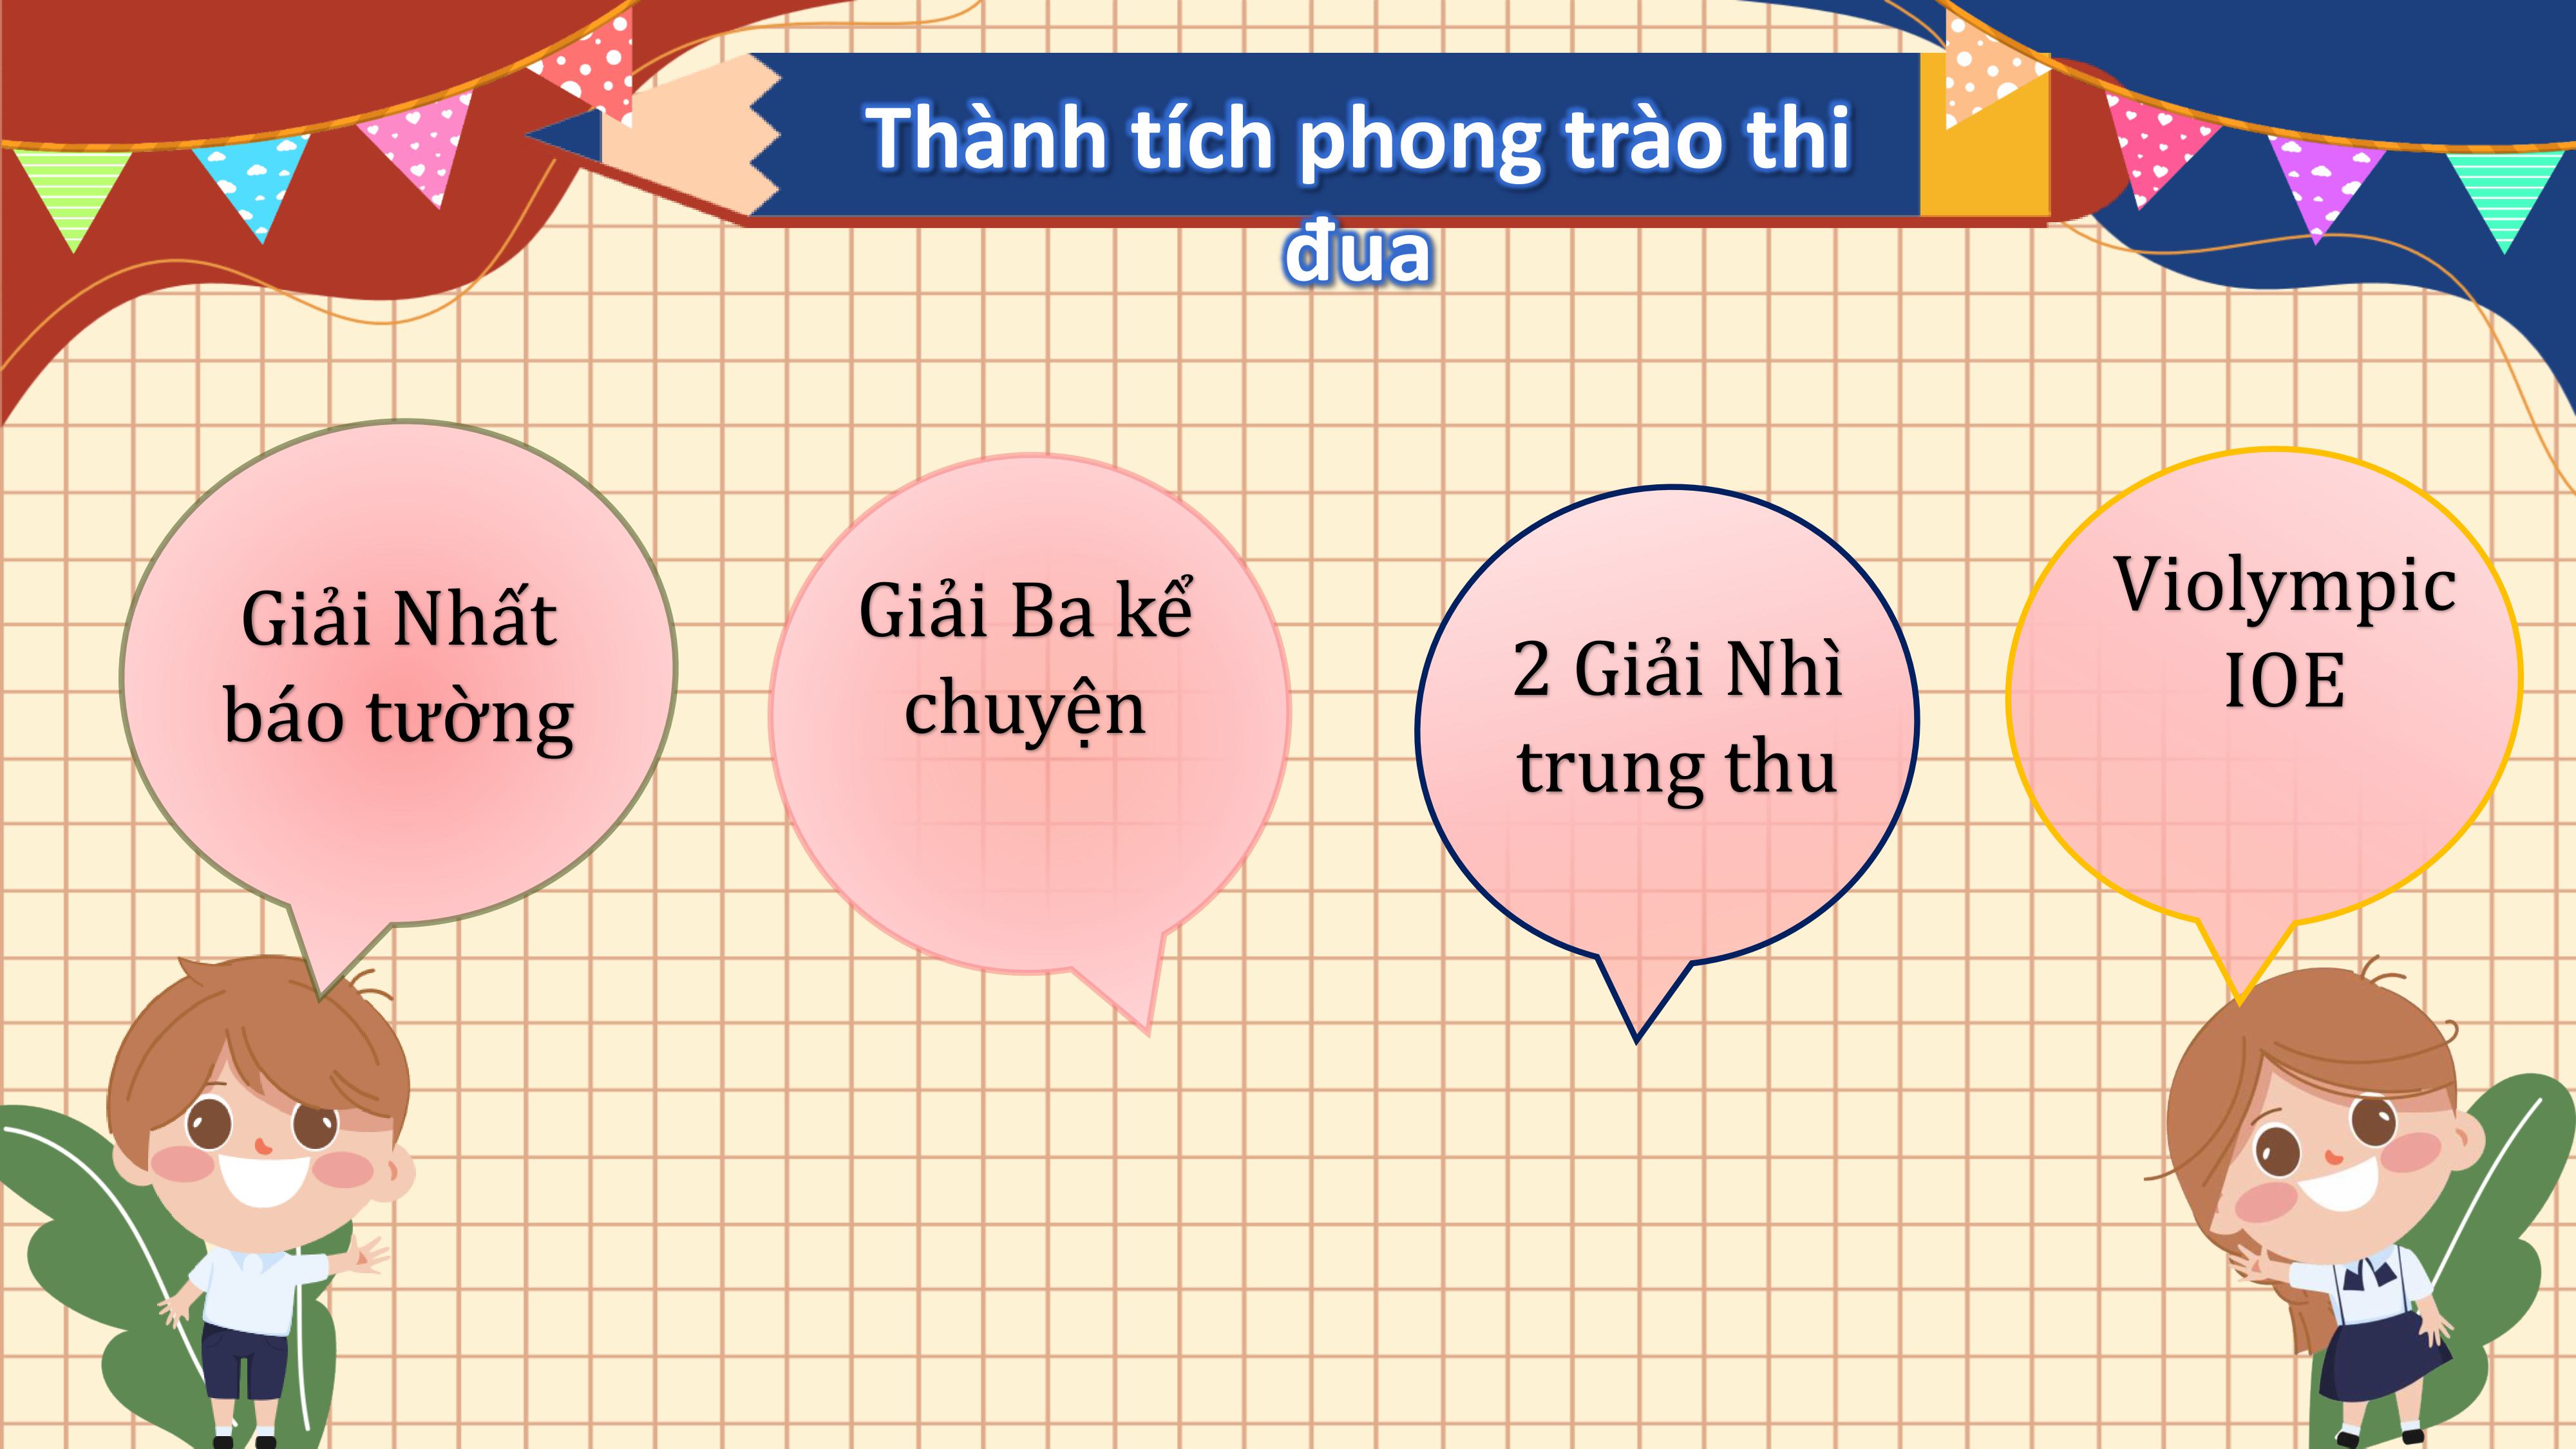 Thành tích phong trào thi
đua
Giải Nhất
báo tường
Giải Ba kể
chuyện
2 Giải Nhì
trung thu
Violympic
IOE